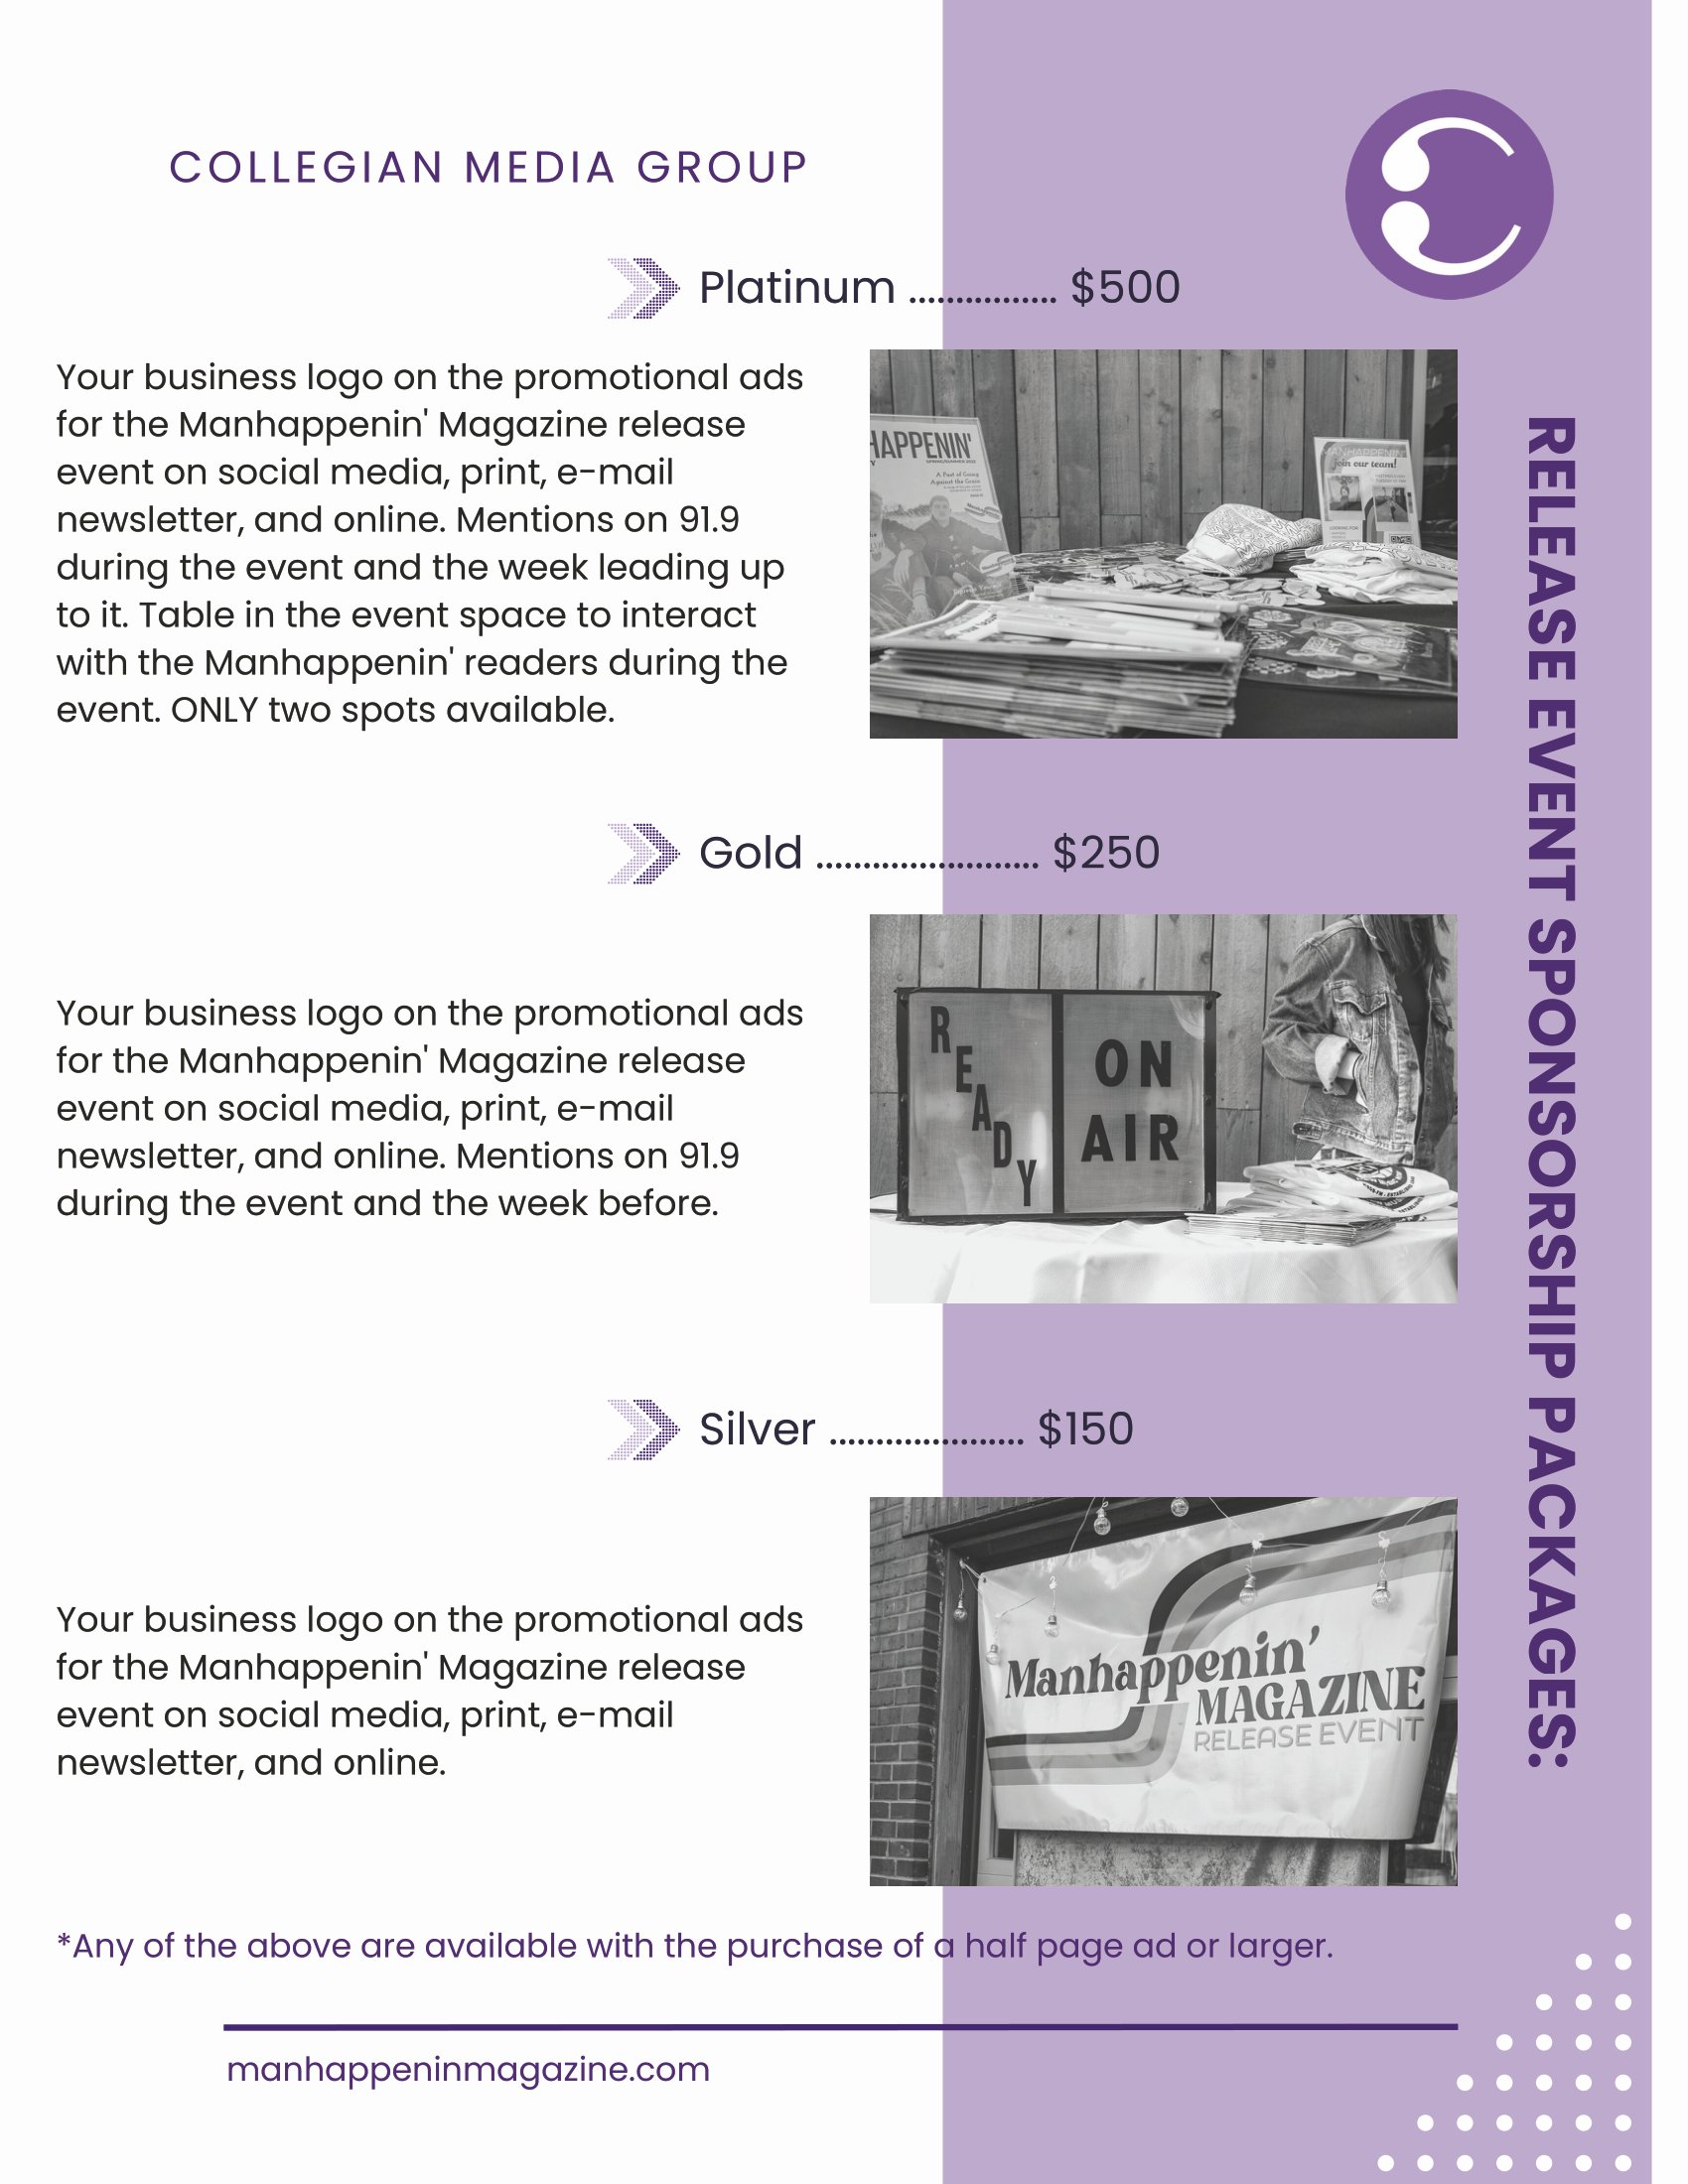 COLLEGIAN MEDIA GROUP
Platinum ................ $500
Your business logo on the promotional ads
for the Manhappenin' Magazine release
event on social media, print, e-mail
newsletter, and online. Mentions on 91.9
during the event and the week leading up
to it. Table in the event space to interact
with the Manhappenin' readers during the
event. ONLY two spots available.
HAPPENIN'
A Past of Going
Against the Grain
MANHAPPENIN'
join our team!
Gold ........................ $250
Your business logo on the promotional ads
for the Manhappenin' Magazine release
event on social media, print, e-mail
newsletter, and online. Mentions on 91.9
during the event and the week before.
READY
ON
AIR
Silver ..................... $150
Your business logo on the promotional ads
for the Manhappenin' Magazine release
event on social media, print, e-mail
newsletter, and online.
Manhappenin'
MAGAZINE
RELEASE EVENT
RELEASE EVENT SPONSORSHIP PACKAGES:
*Any of the above are available with the purchase of a half page ad or larger.
manhappeninmagazine.com